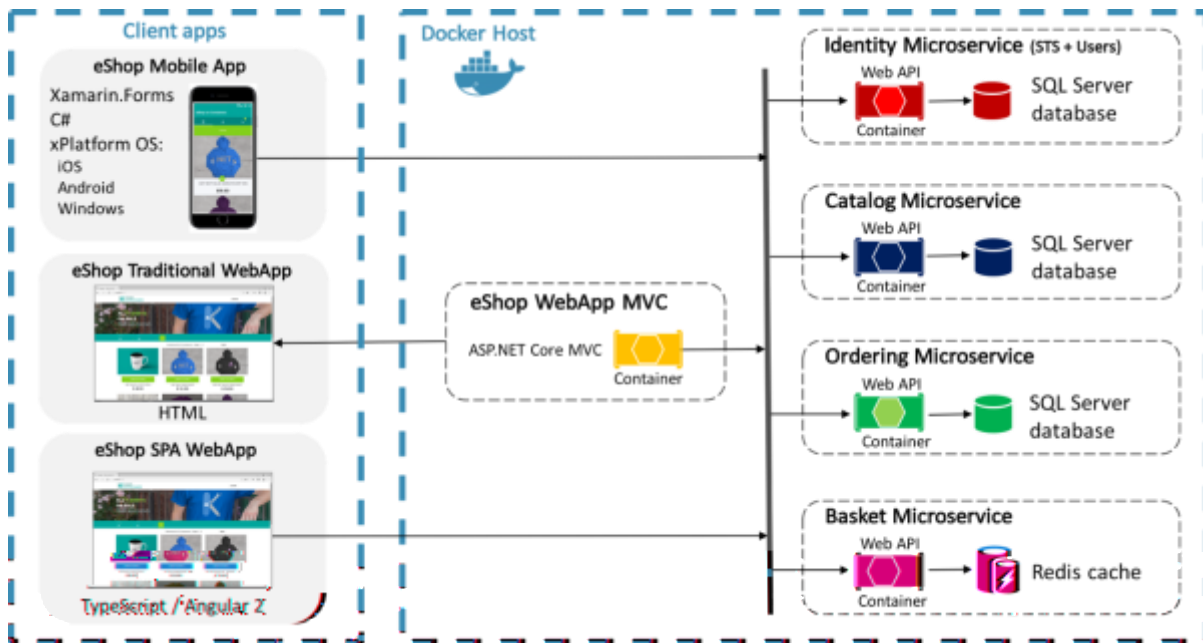 Client apps
eShop Mobile App
Xamarin.Forms
C#
xPlatform OS:
iOS
Android
Windows
eShop Traditional WebApp
HTML
eShop SPA WebApp
TypeScript / Angular 2
Docker Host
eShop WebApp MVC
ASP.NET Core MVC
Container
Identity Microservice (STS + Users)
Web API
Container
SQL Server
database
Catalog Microservice
Web API
Container
SQL Server
database
Ordering Microservice
Web API
Container
SQL Server
database
Basket Microservice
Web API
Container
Redis cache